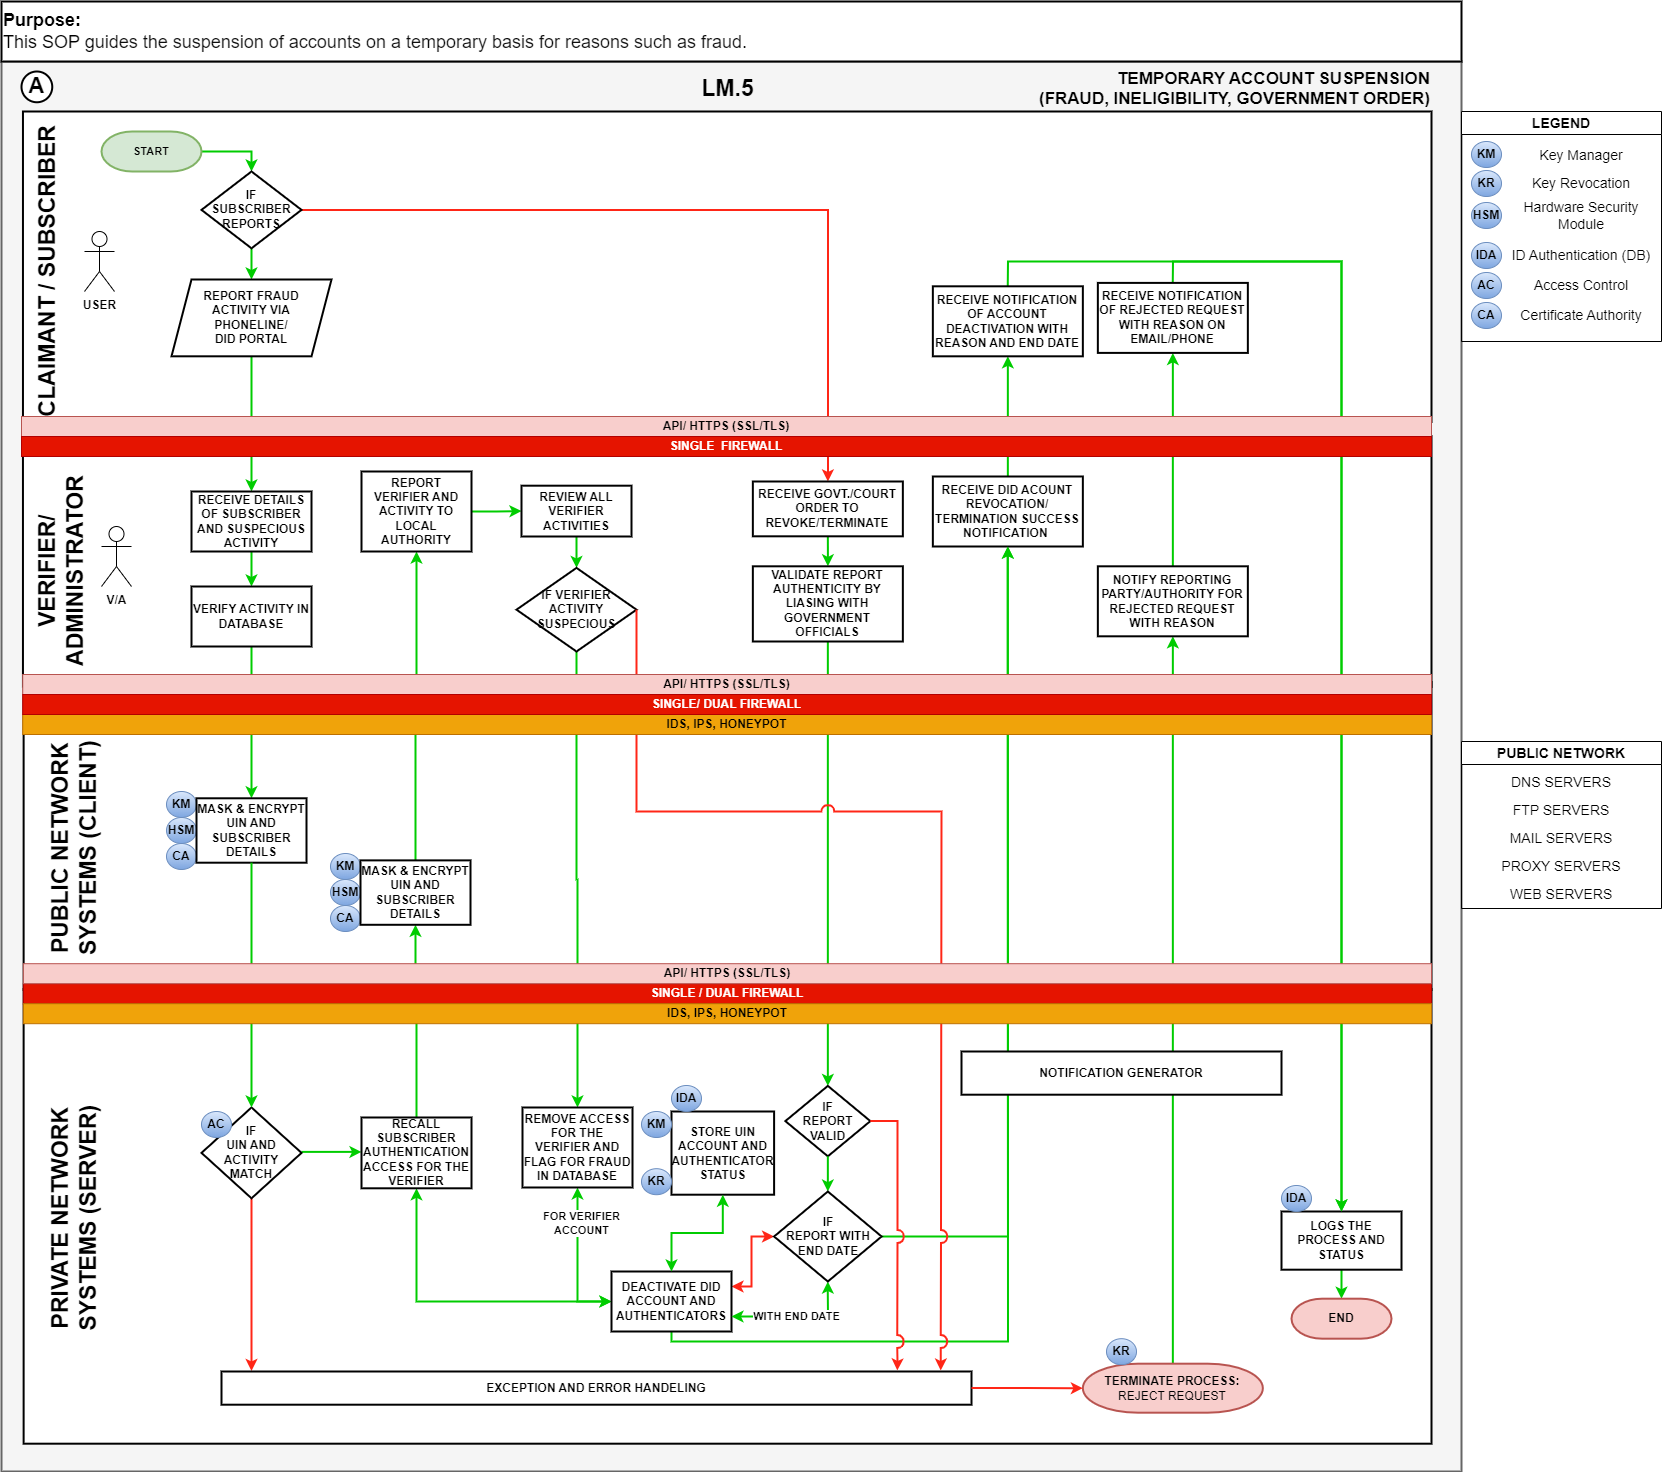 Purpose:
This SOP guides the suspension of accounts on a temporary basis for reasons such as fraud.
A
LM.5
TEMPORARY ACCOUNT SUSPENSION
(FRAUD, INELIGIBILITY, GOVERNMENT ORDER)
CLAIMANT / SUBSCRIBER
START
IF
SUBSCRIBER
REPORTS
USER
REPORT FRAUD
ACTIVITY VIA
PHONELINE/
DID PORTAL
RECEIVE NOTIFICATION
OF ACCOUNT
DEACTIVATION WITH
REASON AND END DATE
RECEIVE NOTIFICATION
OF REJECTED REQUEST
WITH REASON ON
EMAIL/PHONE
LEGEND
KM
Key Manager
KR
Key Revocation
HSM
Hardware Security
Module
IDA
ID Authentication (DB)
AC
Access Control
CA
Certificate Authority
API/ HTTPS (SSL/TLS)
SINGLE  FIREWALL
VERIFIER/
ADMINISTRATOR
V/A
RECEIVE DETAILS
OF SUBSCRIBER
AND SUSPECIOUS
ACTIVITY
VERIFY ACTIVITY IN
DATABASE
REPORT
VERIFIER AND
ACTIVITY TO
LOCAL
AUTHORITY
REVIEW ALL
VERIFIER
ACTIVITIES
IF VERIFIER
ACTIVITY
SUSPECIOUS
RECEIVE GOVT./COURT
ORDER TO
REVOKE/TERMINATE
VALIDATE REPORT
AUTHENTICITY BY
LIASING WITH
GOVERNMENT
OFFICIALS
RECEIVE DID ACOUNT
REVOCATION/
TERMINATION SUCCESS
NOTIFICATION
NOTIFY REPORTING
PARTY/AUTHORITY FOR
REJECTED REQUEST
WITH REASON
API/ HTTPS (SSL/TLS)
SINGLE/ DUAL FIREWALL
IDS, IPS, HONEYPOT
PUBLIC NETWORK
SYSTEMS (CLIENT)
KM
HSM
CA
MASK & ENCRYPT
UIN AND
SUBSCRIBER
DETAILS
KM
HSM
CA
MASK & ENCRYPT
UIN AND
SUBSCRIBER
DETAILS
PUBLIC NETWORK
DNS SERVERS
FTP SERVERS
MAIL SERVERS
PROXY SERVERS
WEB SERVERS
API/ HTTPS (SSL/TLS)
SINGLE / DUAL FIREWALL
IDS, IPS, HONEYPOT
PRIVATE NETWORK
SYSTEMS (SERVER)
AC
IF
UIN AND
ACTIVITY
MATCH
RECALL
SUBSCRIBER
AUTHENTICATION
ACCESS FOR THE
VERIFIER
REMOVE ACCESS
FOR THE
VERIFIER AND
FLAG FOR FRAUD
IN DATABASE
FOR VERIFIER
ACCOUNT
IDA
KM
KR
STORE UIN
ACCOUNT AND
AUTHENTICATOR
STATUS
IF
REPORT
VALID
IF
REPORT WITH
END DATE
DEACTIVATE DID
ACCOUNT AND
AUTHENTICATORS
WITH END DATE
NOTIFICATION GENERATOR
IDA
LOGS THE
PROCESS AND
STATUS
END
EXCEPTION AND ERROR HANDELING
KR
TERMINATE PROCESS:
REJECT REQUEST